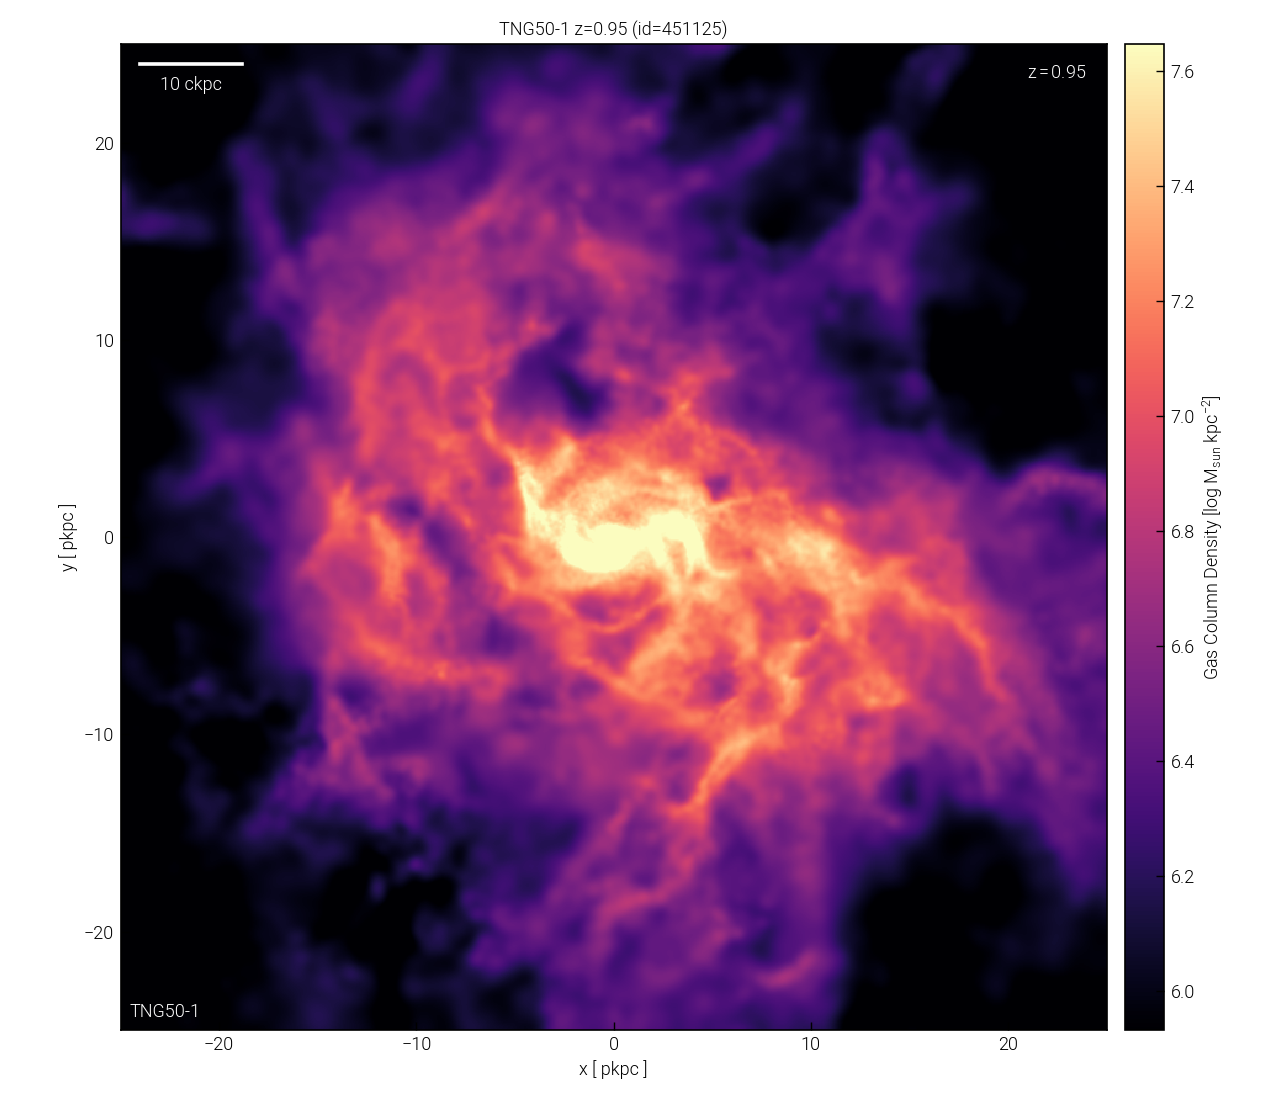 TNG50-1 z=0.95 (id=451125)
10 ckpc
z=0.95
TNG50-1
20
10
0
−10
−20
y [ pkpc ]
−20
−10
0
10
20
x [ pkpc ]
7.6
7.4
7.2
7.0
6.8
6.6
6.4
6.2
6.0
Gas Column Density [log M_sun kpc^−2]